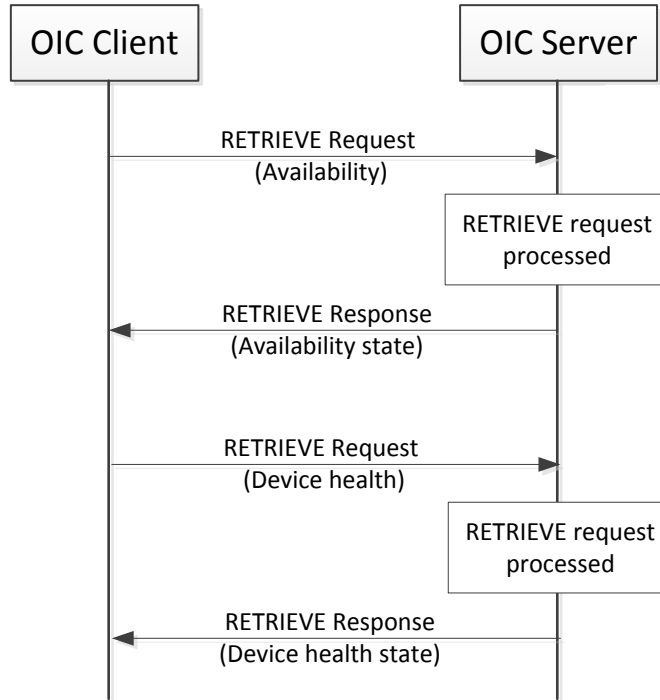 OIC Client
OIC Server
RETRIEVE Request
(Availability)
RETRIEVE request
processed
RETRIEVE Response
(Availability state)
RETRIEVE Request
(Device health)
RETRIEVE request
processed
RETRIEVE Response
(Device health state)